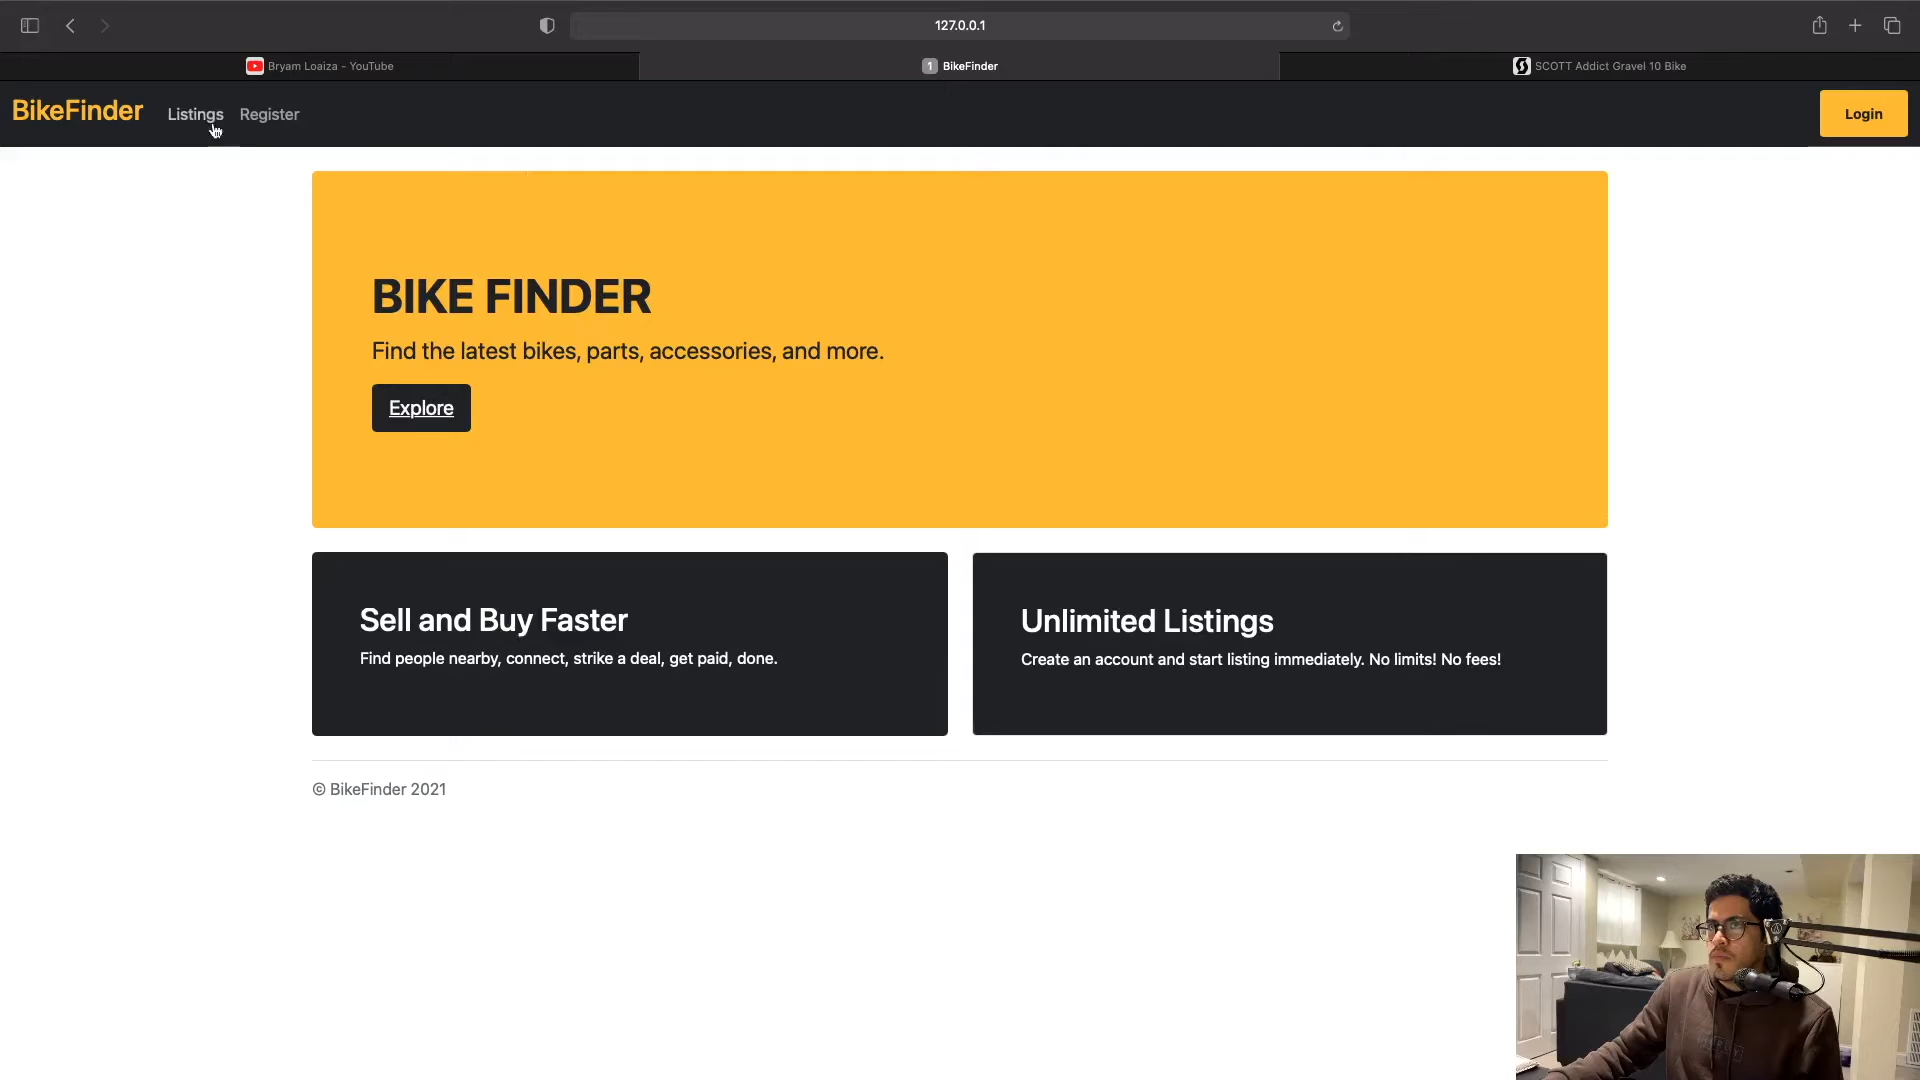 127.0.0.1
Bryam Loaiza - YouTube
1 BikeFinder
SCOTT Addict Gravel 10 Bike
BikeFinder Listings Register Login
BIKE FINDER
Find the latest bikes, parts, accessories, and more.
Explore
Sell and Buy Faster
Find people nearby, connect, strike a deal, get paid, done.
Unlimited Listings
Create an account and start listing immediately. No limits! No fees!
© BikeFinder 2021